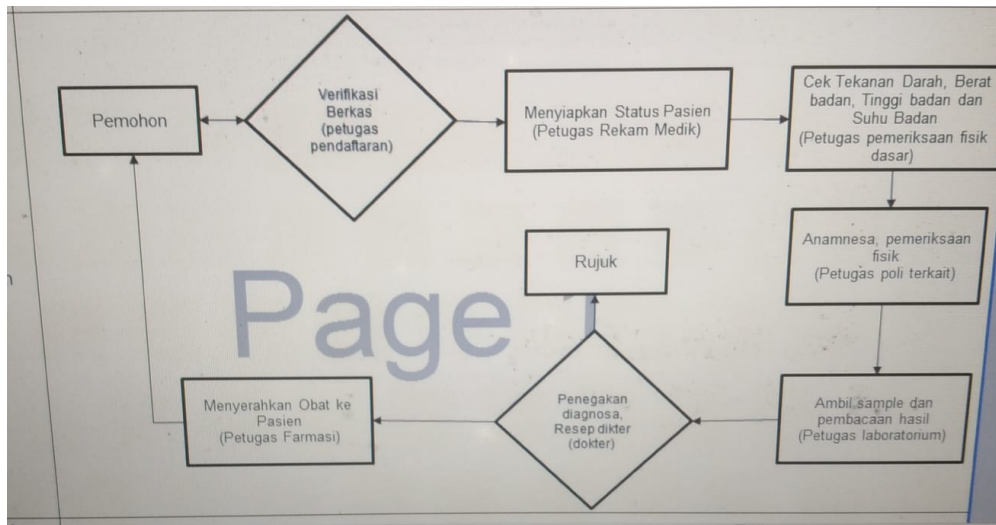 Pemohon
Verifikasi
Berkas
(petugas
pendaftaran)
Menyiapkan Status Pasien
(Petugas Rekam Medik)
Cek Tekanan Darah, Berat
badan, Tinggi badan dan
Suhu Badan
(Petugas pemeriksaan fisik
dasar)
Anamnesa, pemeriksaan
fisik
(Petugas poli terkait)
Ambil sample dan
pembacaan hasil
(Petugas laboratorium)
Penegakan
diagnosa,
Resep dikter
(dokter)
Rujuk
Menyerahkan Obat ke
Pasien
(Petugas Farmasi)
Page